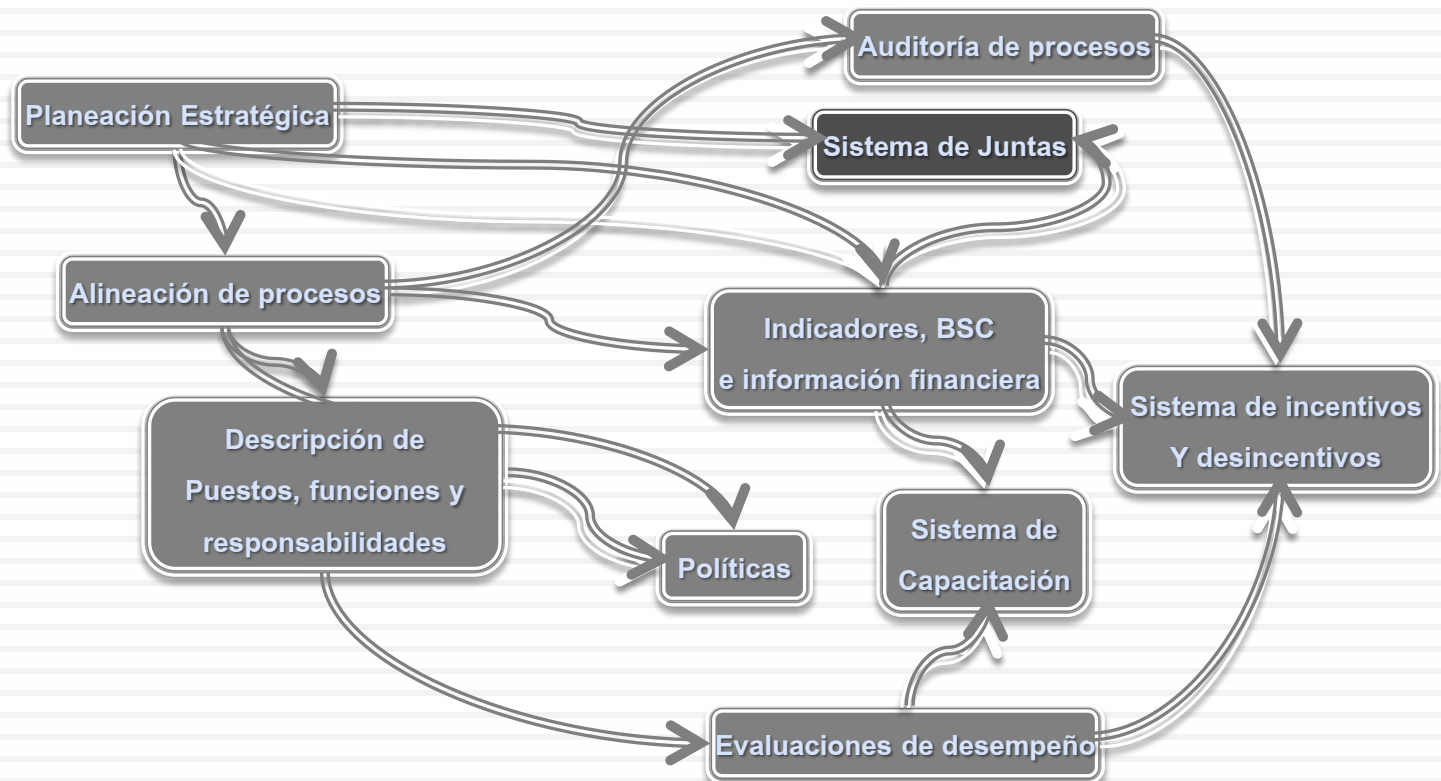 Auditoría de procesos
Planeación Estratégica
Sistema de Juntas
Alineación de procesos
Indicadores, BSC
e información financiera
Sistema de incentivos
Y desincentivos
Descripción de
Puestos, funciones y
responsabilidades
Políticas
Sistema de
Capacitación
Evaluaciones de desempeño